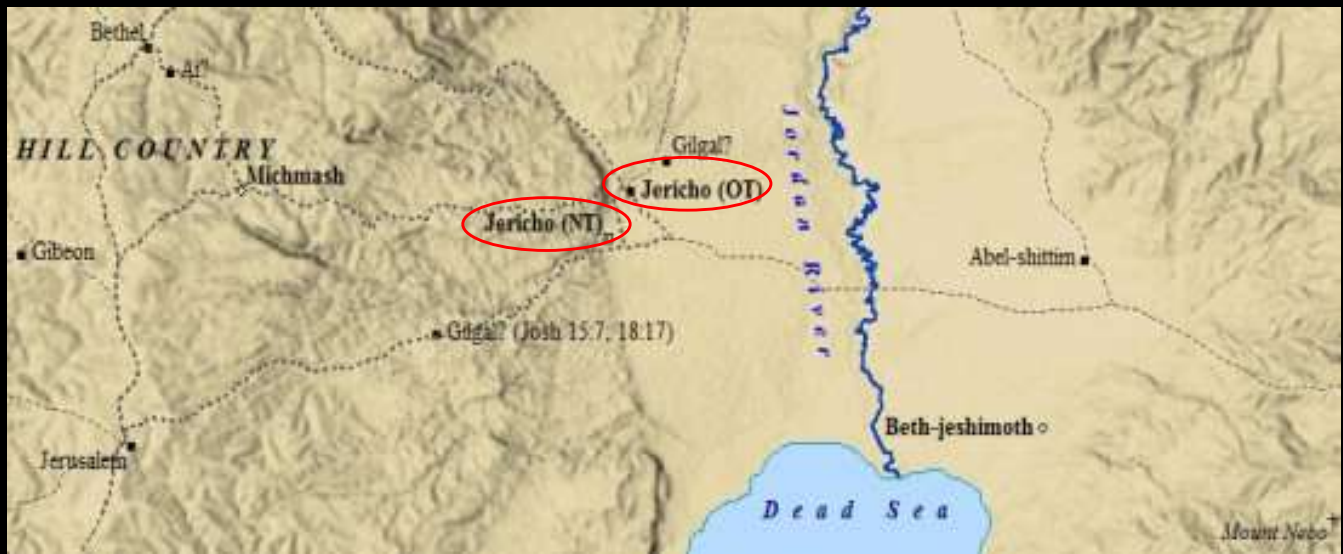 Bethel
Ai?
HILL COUNTRY
Gilgal?
Michmash
Jericho (OT)
Jericho (NT)
Jordan River
Gibeon
Abel-shittim
Gilgal? (Josh 15:7, 18:17)
Beth-jeshimoth
Jerusalem
Dead Sea
Mount Nebo